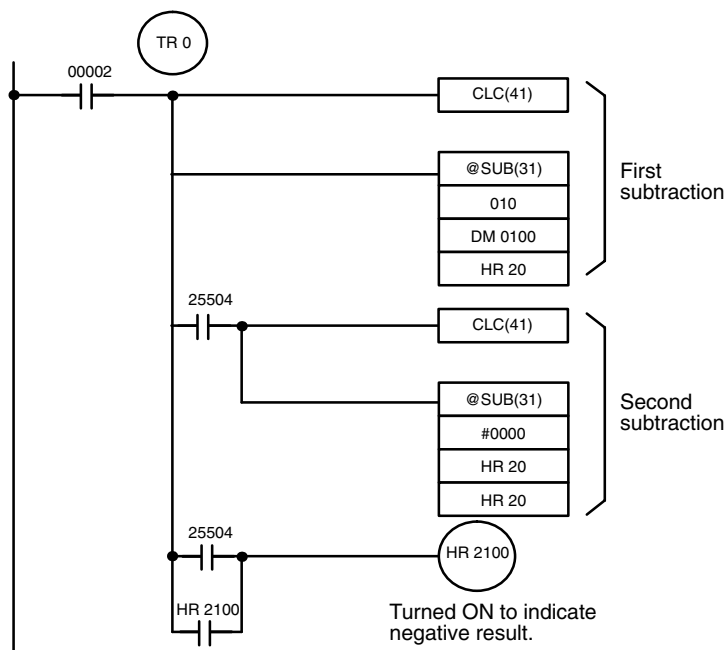 TR 0
00002
CLC(41)
@SUB(31)
010
DM 0100
HR 20
First
subtraction
25504
CLC(41)
@SUB(31)
#0000
HR 20
HR 20
Second
subtraction
25504
HR 2100
HR 2100
Turned ON to indicate
negative result.